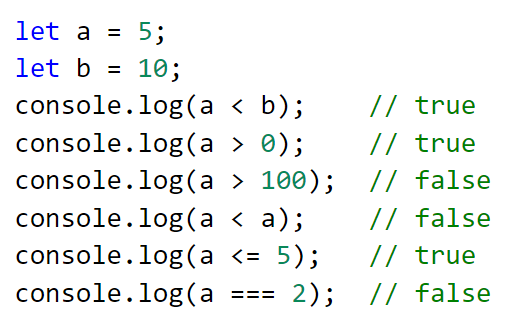 let a = 5;
let b = 10;
console.log(a < b);    // true
console.log(a > 0);    // true
console.log(a > 100);  // false
console.log(a < a);    // false
console.log(a <= 5);   // true
console.log(a === 2);  // false